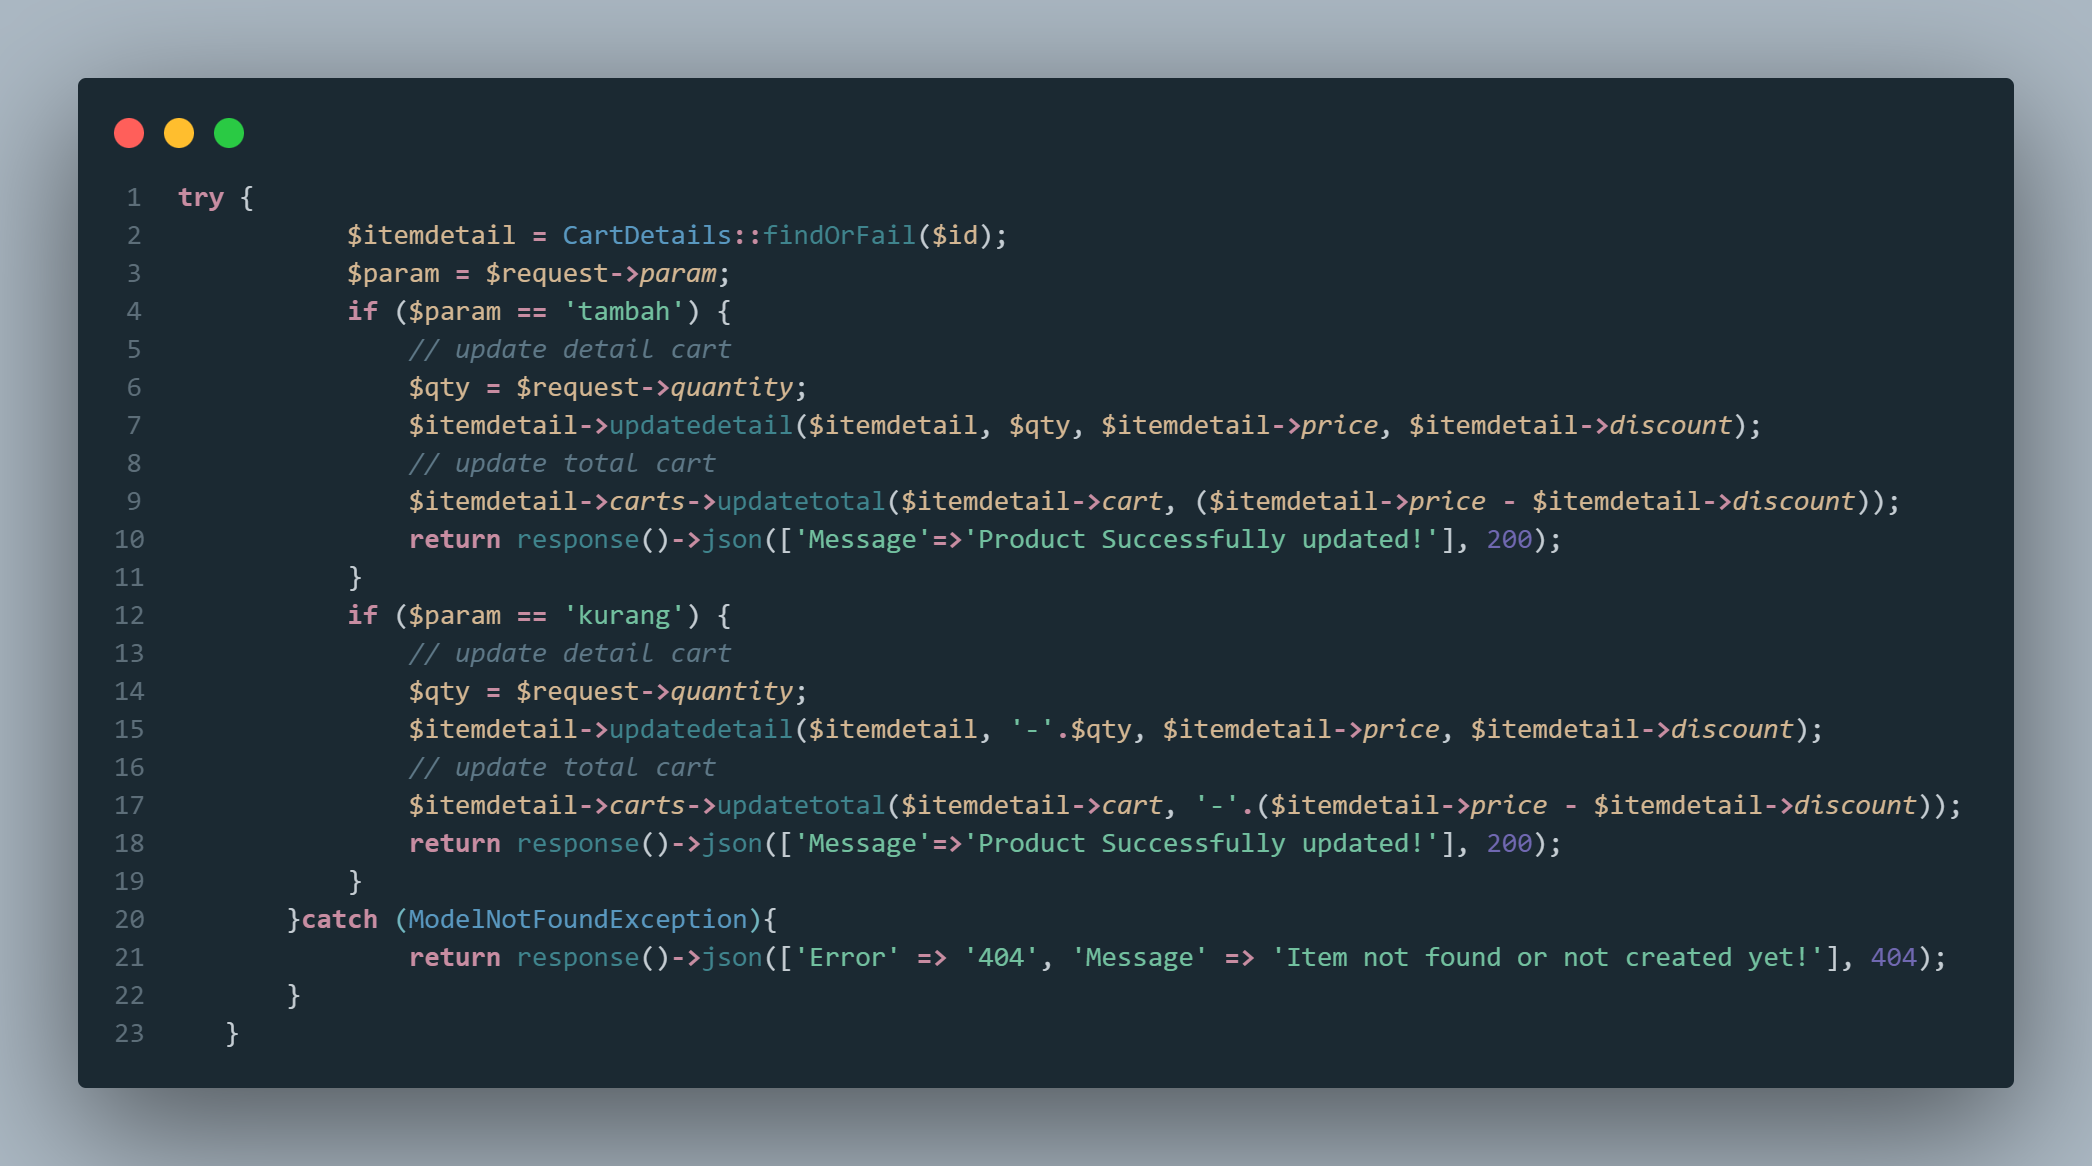 1 try {
2 $itemdetail = CartDetails::findOrFail($id);
3 $param = $request->param;
4 if ($param == 'tambah') {
5 // update detail cart
6 $qty = $request->quantity;
7 $itemdetail->updatedetail($itemdetail, $qty, $itemdetail->price, $itemdetail->discount);
8 // update total cart
9 $itemdetail->carts->updatetotal($itemdetail->cart, ($itemdetail->price - $itemdetail->discount));
10 return response()->json(['Message'=>'Product Successfully updated!'], 200);
11 }
12 if ($param == 'kurang') {
13 // update detail cart
14 $qty = $request->quantity;
15 $itemdetail->updatedetail($itemdetail, '-'.$qty, $itemdetail->price, $itemdetail->discount);
16 // update total cart
17 $itemdetail->carts->updatetotal($itemdetail->cart, '-'.($itemdetail->price - $itemdetail->discount));
18 return response()->json(['Message'=>'Product Successfully updated!'], 200);
19 }
20 }catch (ModelNotFoundException){
21 return response()->json(['Error' => '404', 'Message' => 'Item not found or not created yet!'], 404);
22 }
23 }